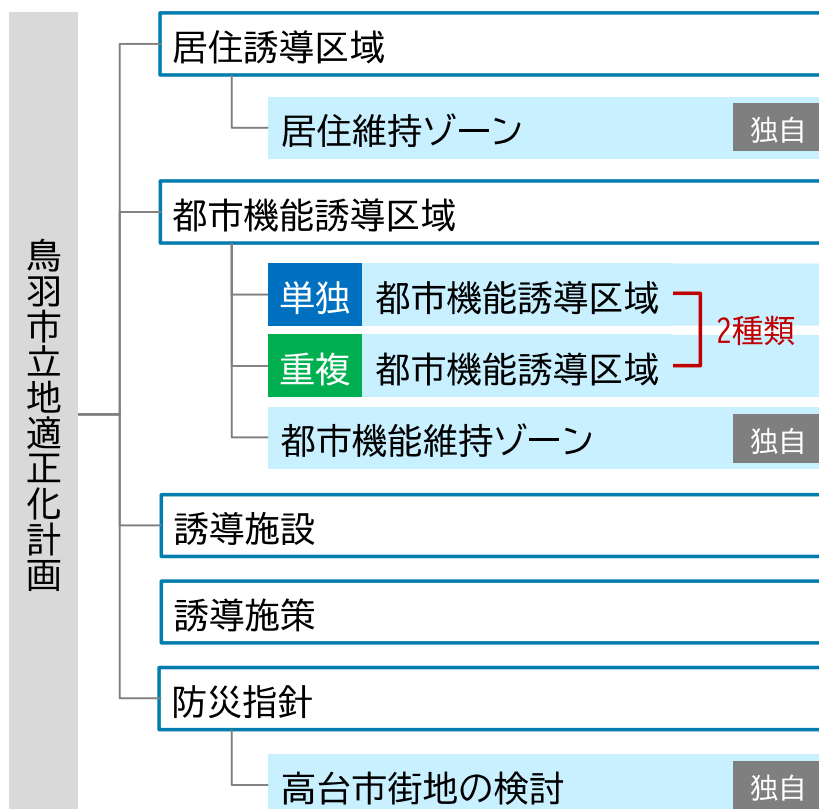 鳥羽市立地適正化計画
居住誘導区域
居住維持ゾーン 独自
都市機能誘導区域
単独 都市機能誘導区域
2種類
重複 都市機能誘導区域
都市機能維持ゾーン 独自
誘導施設
誘導施策
防災指針
高台市街地の検討 独自